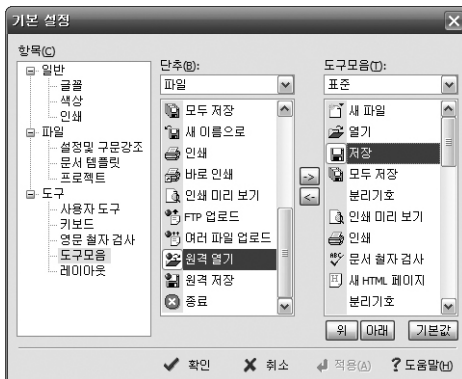 기본 설정
항목(C)
일반
글꼴
색상
인쇄
파일
설정및 구문강조
문서 템플릿
프로젝트
도구
사용자 도구
키보드
영문 철자 검사
도구모음
레이아웃
단추(B):
파일
모두 저장
새 이름으로
인쇄
바로 인쇄
인쇄 미리 보기
FTP 업로드
여러 파일 업로드
원격 열기
원격 저장
종료
->
<-
도구모음(T):
표준
새 파일
열기
저장
모두 저장
분리기호
인쇄 미리 보기
인쇄
문서 철자 검사
새 HTML 페이지
분리기호
위 아래 기본값
확인 취소 적용(A) ? 도움말(H)